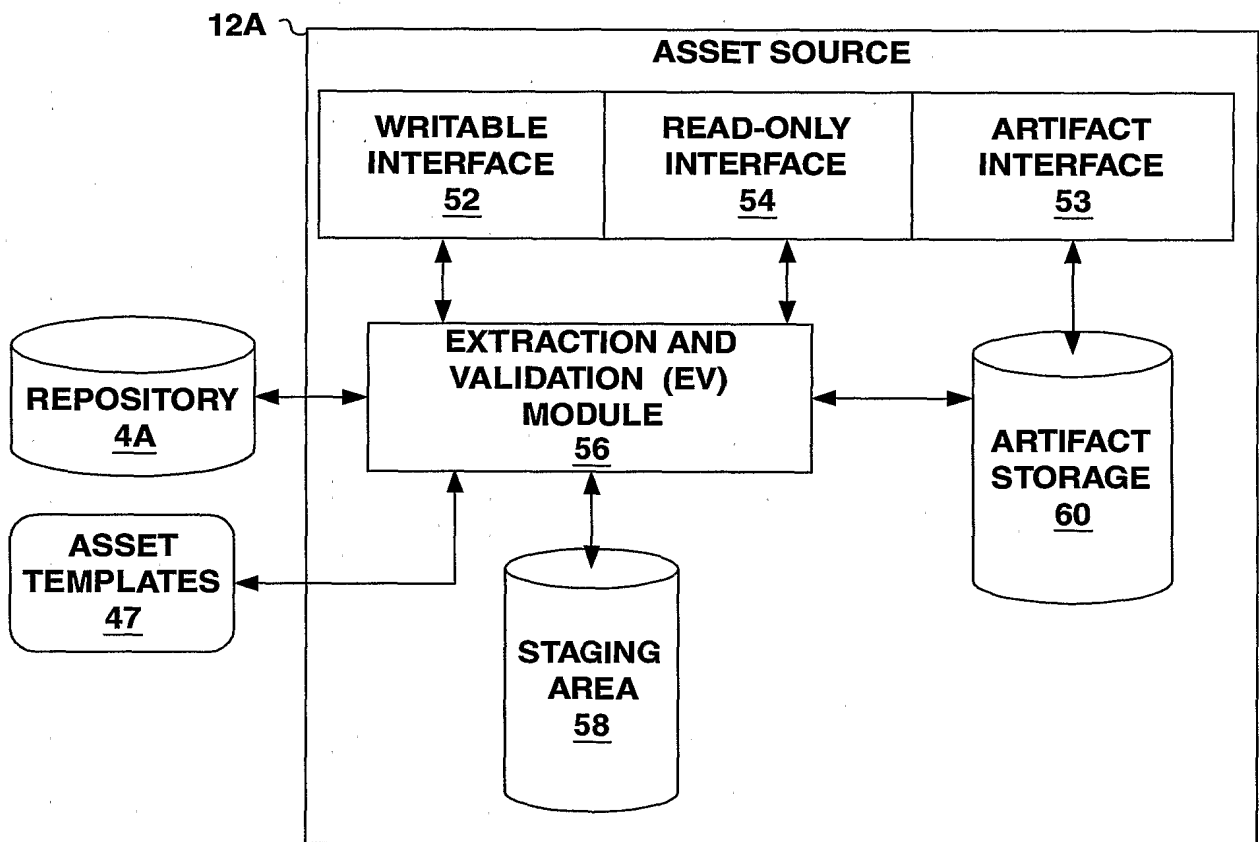 12A
ASSET SOURCE
WRITABLE
INTERFACE
52
READ-ONLY
INTERFACE
54
ARTIFACT
INTERFACE
53
EXTRACTION AND
VALIDATION (EV)
MODULE
56
REPOSITORY
4A
ARTIFACT
STORAGE
60
ASSET
TEMPLATES
47
STAGING
AREA
58